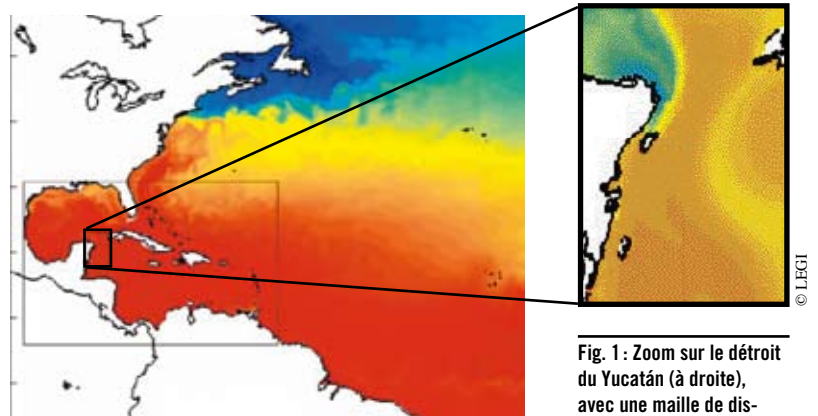 © LEGI
Fig. 1 : Zoom sur le détroit
du Yucatán (à droite),
avec une maille de dis-